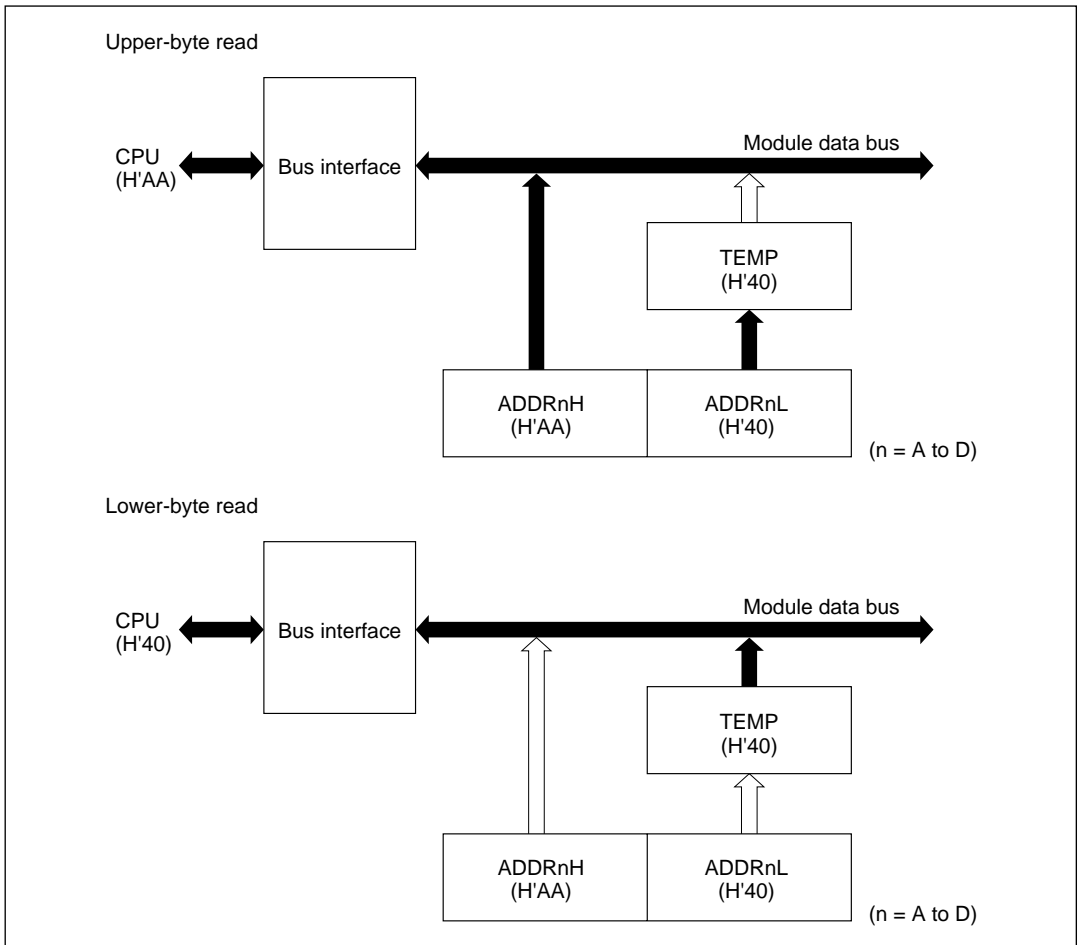 Upper-byte read
Module data bus
CPU
(H'AA)
Bus interface
TEMP
(H'40)
ADDRnH
(H'AA)
ADDRnL
(H'40)
(n = A to D)
Lower-byte read
Module data bus
CPU
(H'40)
Bus interface
TEMP
(H'40)
ADDRnH
(H'AA)
ADDRnL
(H'40)
(n = A to D)